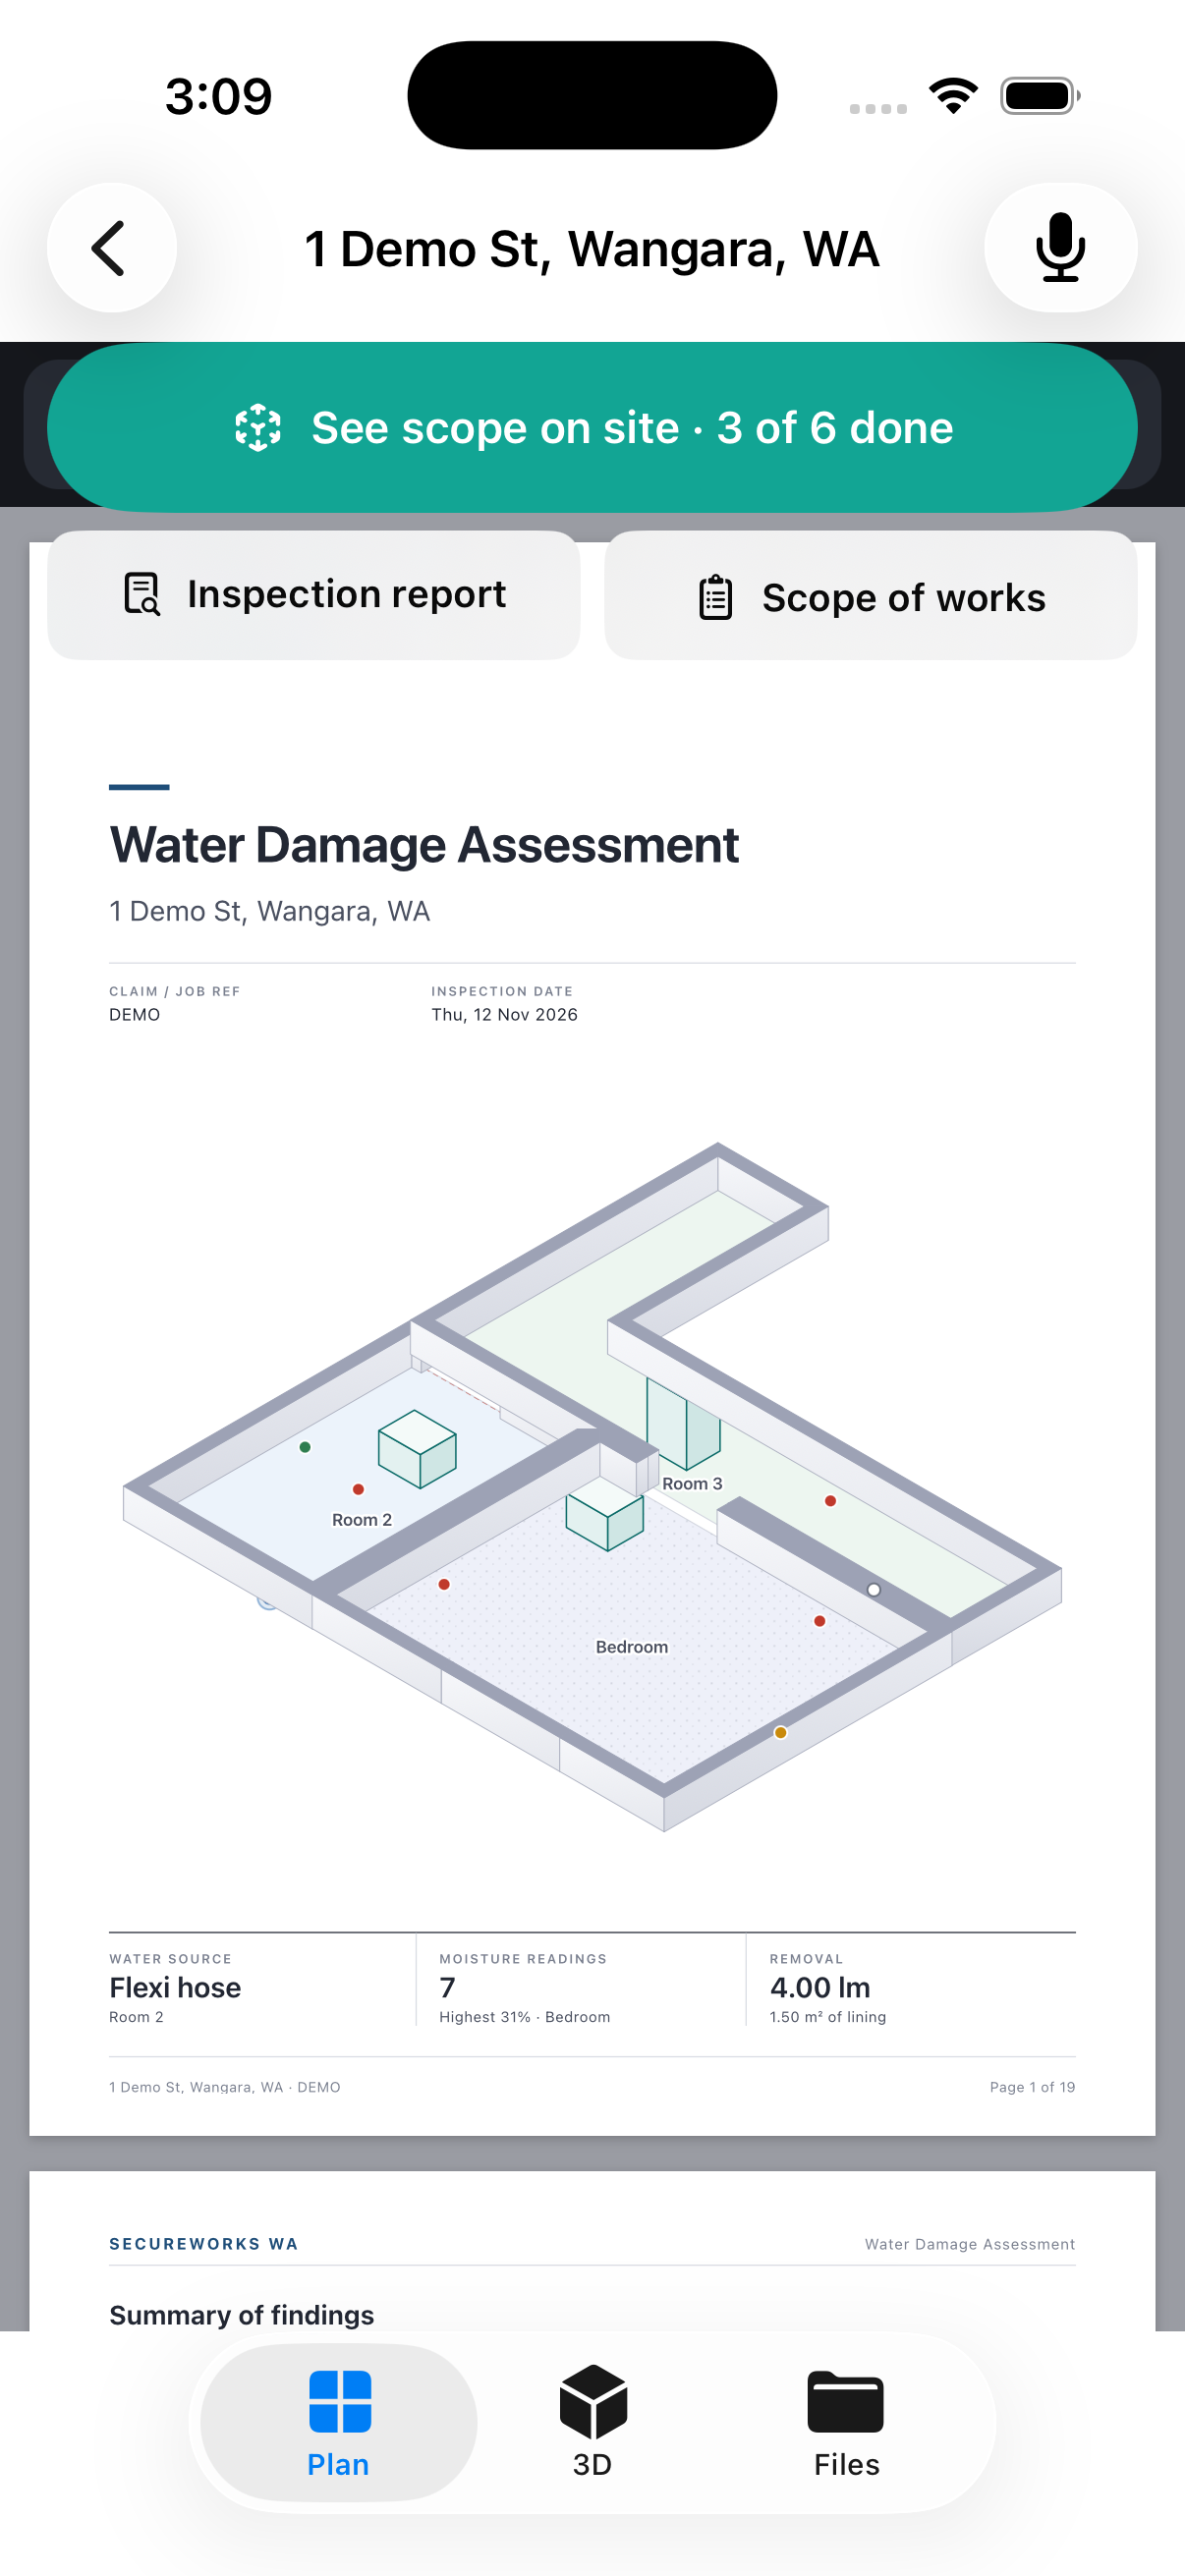 3:09
1 Demo St, Wangara, WA
See scope on site · 3 of 6 done
Inspection report
Scope of works
Water Damage Assessment
1 Demo St, Wangara, WA
CLAIM / JOB REF
INSPECTION DATE
DEMO
Thu, 12 Nov 2026
Room 3
Room 2
Bedroom
WATER SOURCE
MOISTURE READINGS
REMOVAL
Flexi hose
7
4.00 lm
Room 2
Highest 31% · Bedroom
1.50 m² of lining
1 Demo St, Wangara, WA · DEMO
Page 1 of 19
SECUREWORKS WA
Water Damage Assessment
Summary of findings
Plan
3D
Files